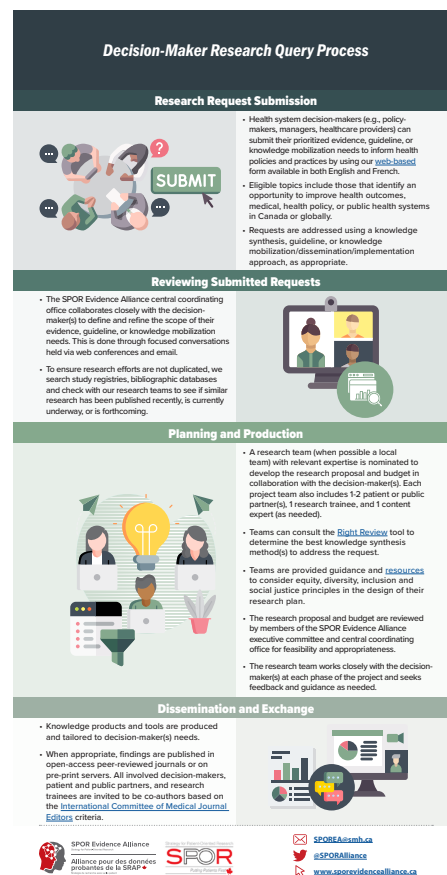 Decision-Maker Research Query Process
Research Request Submission
?
SUBMIT
• Health system decision-makers (e.g., policy-
makers, managers, healthcare providers) can
submit their prioritized evidence, guideline, or
knowledge mobilization needs to inform health
policies and practices by using our web-based
form available in both English and French.
• Eligible topics include those that identify an
opportunity to improve health outcomes,
medical, health policy, or public health systems
in Canada or globally.
• Requests are addressed using a knowledge
synthesis, guideline, or knowledge
mobilization/dissemination/implementation
approach, as appropriate.
Reviewing Submitted Requests
• The SPOR Evidence Alliance central coordinating
office collaborates closely with the decision-
maker(s) to define and refine the scope of their
evidence, guideline, or knowledge mobilization
needs. This is done through focused conversations
held via web conferences and email.
• To ensure research efforts are not duplicated, we
search study registries, bibliographic databases
and check with our research teams to see if similar
research has been published recently, is currently
underway, or is forthcoming.
Planning and Production
• A research team (when possible a local
team) with relevant expertise is nominated to
develop the research proposal and budget in
collaboration with the decision-maker(s). Each
project team also includes 1-2 patient or public
partner(s), 1 research trainee, and 1 content
expert (as needed).
• Teams can consult the Right Review tool to
determine the best knowledge synthesis
method(s) to address the request.
• Teams are provided guidance and resources
to consider equity, diversity, inclusion and
social justice principles in the design of their
research plan.
• The research proposal and budget are reviewed
by members of the SPOR Evidence Alliance
executive committee and central coordinating
office for feasibility and appropriateness.
• The research team works closely with the decision-
maker(s) at each phase of the project and seeks
feedback and guidance as needed.
Dissemination and Exchange
• Knowledge products and tools are produced
and tailored to decision-maker(s) needs.
• When appropriate, findings are published in
open-access peer-reviewed journals or on
pre-print servers. All involved decision-makers,
patient and public partners, and research
trainees are invited to be co-authors based on
the International Committee of Medical Journal
Editors criteria.
SPOR Evidence Alliance
Alliance pour des données
probantes de la SRAP
SPOR
Putting Patients First
SPOREA@smh.ca
@SPORAlliance
www.sporevidencealliance.ca